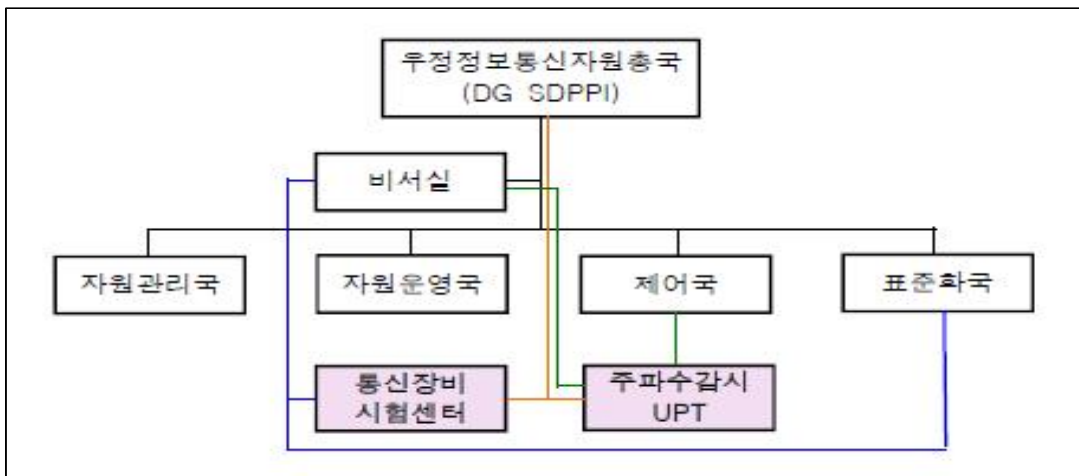 우정정보통신자원총국
(DG SDPPI)
비서실
자원관리국
자원운영국
제어국
표준화국
통신장비
시험센터
주파수감시
UPT